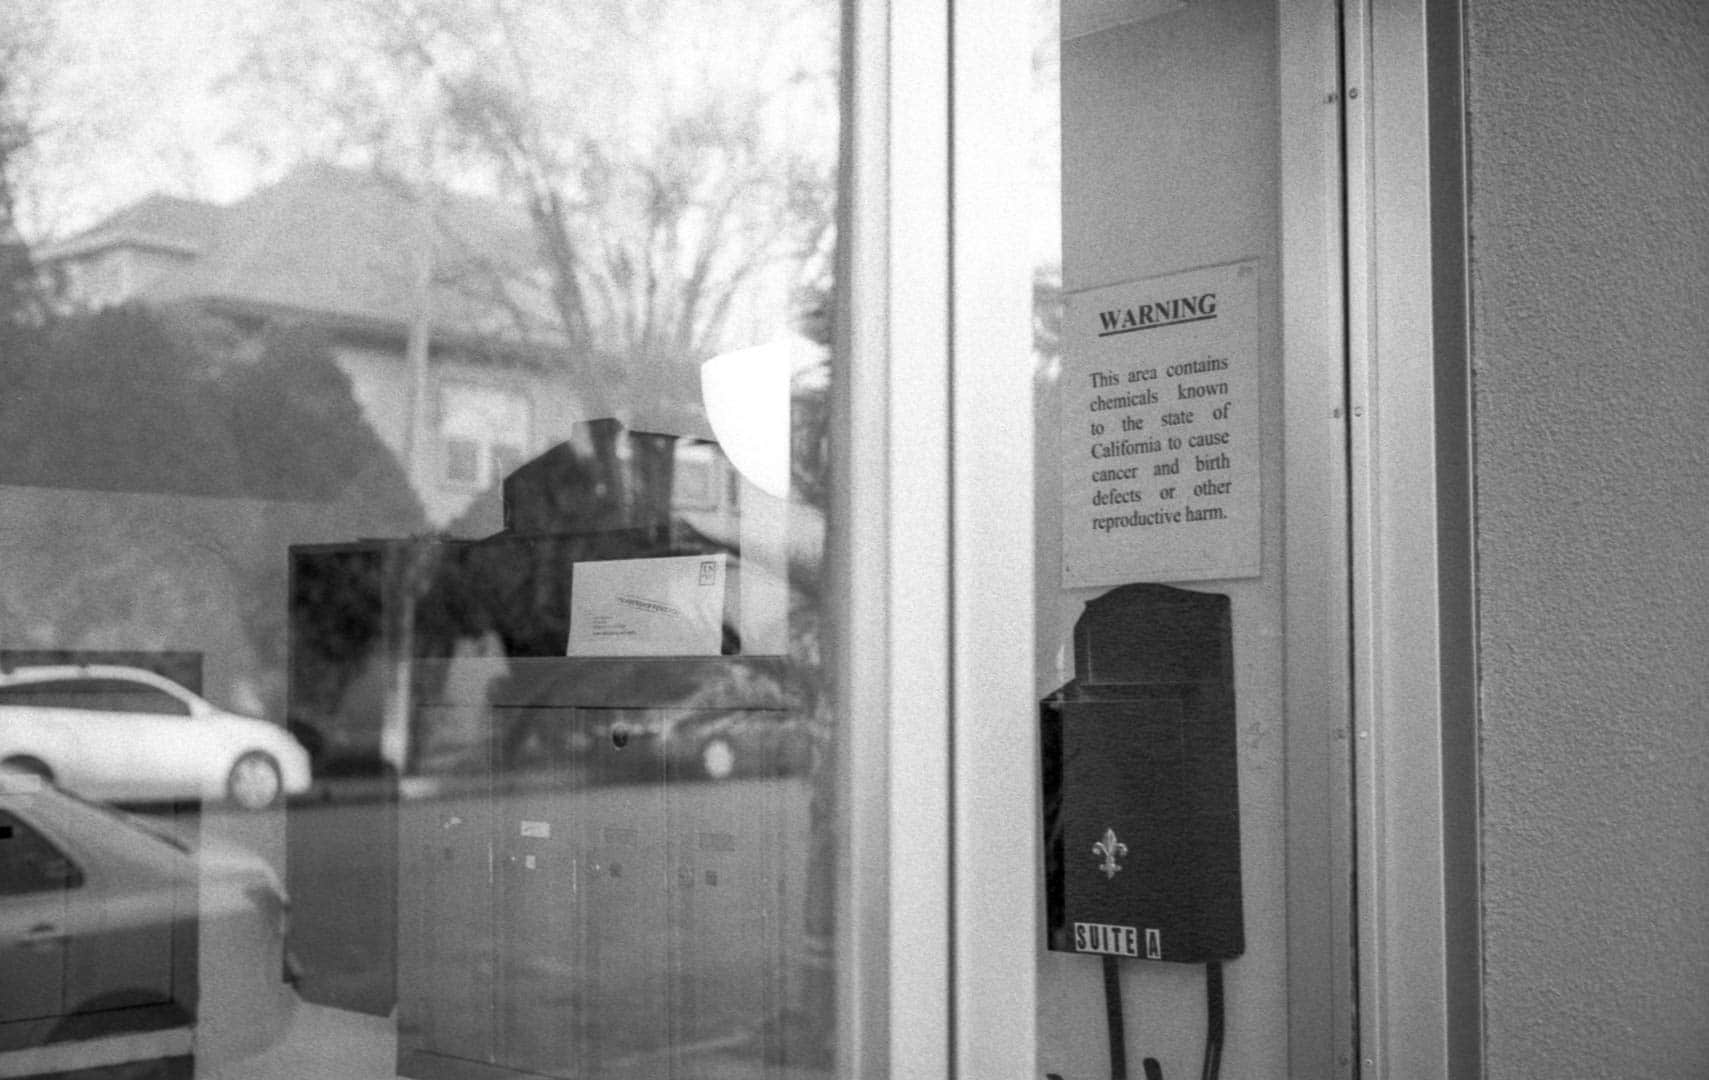 WARNING
This area contains
chemicals known
to the state of
California to cause
cancer and birth
defects or other
reproductive harm.
SUITE A